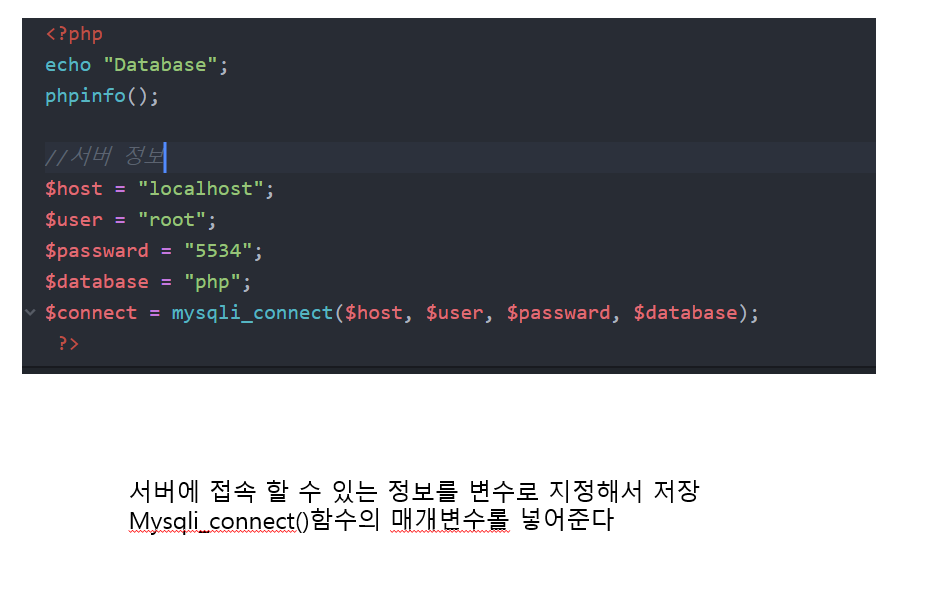 <?php
echo "Database";
phpinfo();
//서버 정보
$host = "localhost";
$user = "root";
$passward = "5534";
$database = "php";
$connect = mysqli_connect($host, $user, $passward, $database);
?>
서버에 접속 할 수 있는 정보를 변수로 지정해서 저장
Mysqli_connect()함수의 매개변수를 넣어준다